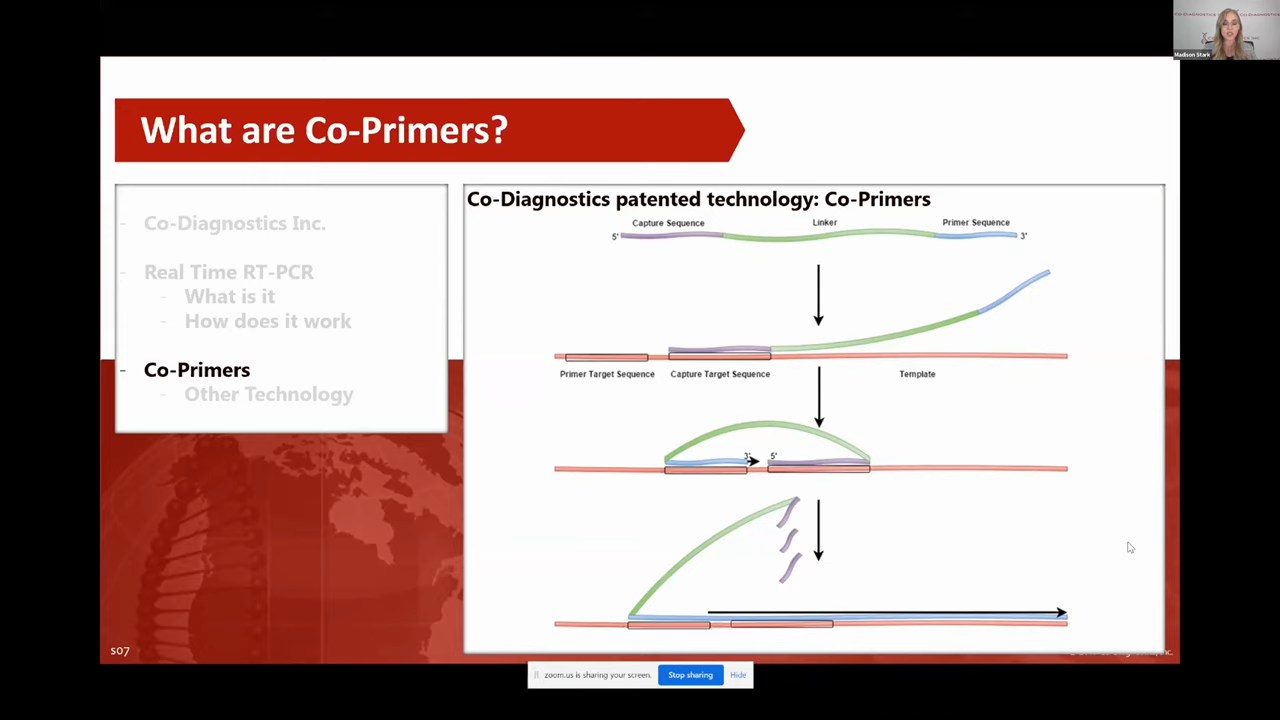 Madison Stark
What are Co-Primers?
- Co-Diagnostics Inc.
- Real Time RT-PCR
- What is it
- How does it work
- Co-Primers
- Other Technology
Co-Diagnostics patented technology: Co-Primers
Capture Sequence Linker Primer Sequence
5' 3'
Primer Target Sequence Capture Target Sequence Template
3' 5'
s07
zoom.us is sharing your screen. Stop sharing Hide